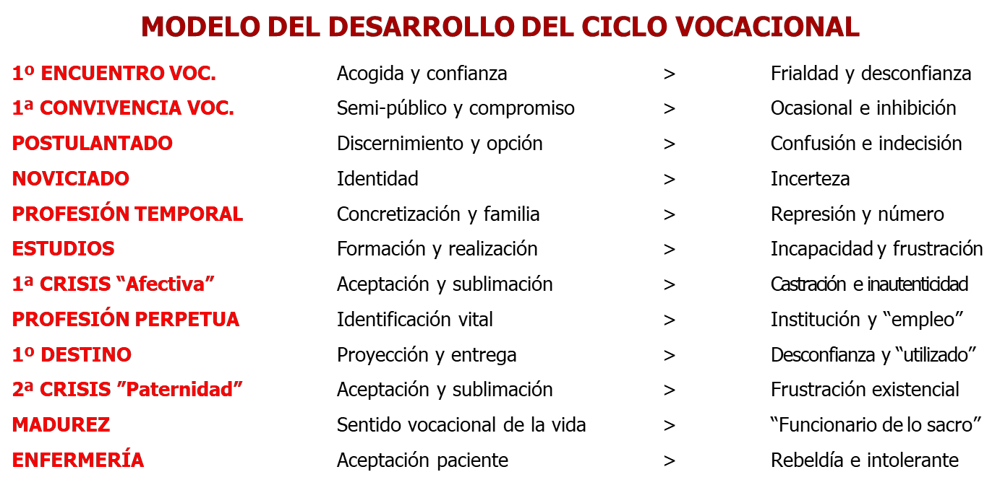 MODELO DEL DESARROLLO DEL CICLO VOCACIONAL
1º ENCUENTRO VOC. Acogida y confianza > Frialdad y desconfianza
1ª CONVIVENCIA VOC. Semi-público y compromiso > Ocasional e inhibición
POSTULANTADO Discernimiento y opción > Confusión e indecisión
NOVICIADO Identidad > Incerteza
PROFESIÓN TEMPORAL Concretización y familia > Represión y número
ESTUDIOS Formación y realización > Incapacidad y frustración
1ª CRISIS “Afectiva” Aceptación y sublimación > Castración e inautenticidad
PROFESIÓN PERPETUA Identificación vital > Institución y “empleo”
1º DESTINO Proyección y entrega > Desconfianza y “utilizado”
2ª CRISIS ”Paternidad” Aceptación y sublimación > Frustración existencial
MADUREZ Sentido vocacional de la vida > “Funcionario de lo sacro”
ENFERMERÍA Aceptación paciente > Rebeldía e intolerante